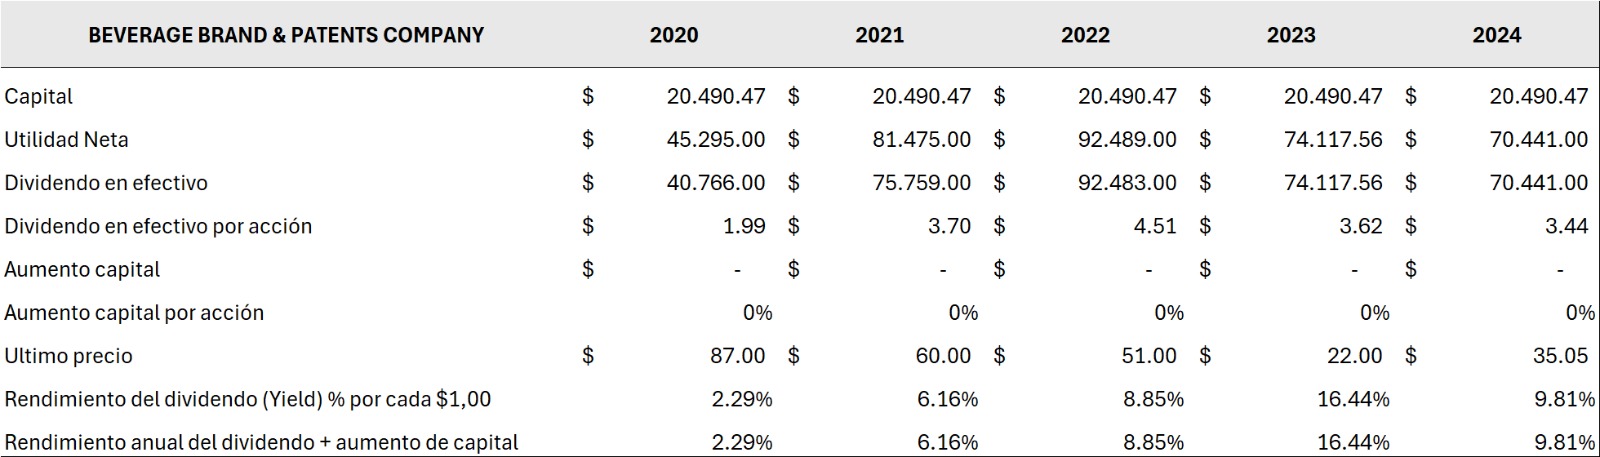 BEVERAGE BRAND & PATENTS COMPANY 2020 2021 2022 2023 2024
Capital $ 20.490.47 $ 20.490.47 $ 20.490.47 $ 20.490.47 $ 20.490.47
Utilidad Neta $ 45.295.00 $ 81.475.00 $ 92.489.00 $ 74.117.56 $ 70.441.00
Dividendo en efectivo $ 40.766.00 $ 75.759.00 $ 92.483.00 $ 74.117.56 $ 70.441.00
Dividendo en efectivo por acción $ 1.99 $ 3.70 $ 4.51 $ 3.62 $ 3.44
Aumento capital $ - $ - $ - $ - $ -
Aumento capital por acción 0% 0% 0% 0% 0%
Ultimo precio $ 87.00 $ 60.00 $ 51.00 $ 22.00 $ 35.05
Rendimiento del dividendo (Yield) % por cada $1,00 2.29% 6.16% 8.85% 16.44% 9.81%
Rendimiento anual del dividendo + aumento de capital 2.29% 6.16% 8.85% 16.44% 9.81%